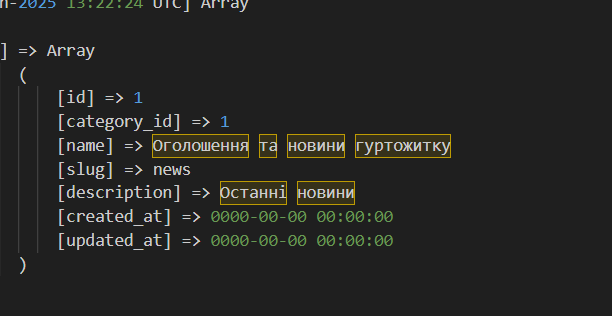 -2025 13:22:24 UTC] Array
] => Array
(
[id] => 1
[category_id] => 1
[name] => Оголошення та новини гуртожитку
[slug] => news
[description] => Останні новини
[created_at] => 0000-00-00 00:00:00
[updated_at] => 0000-00-00 00:00:00
)